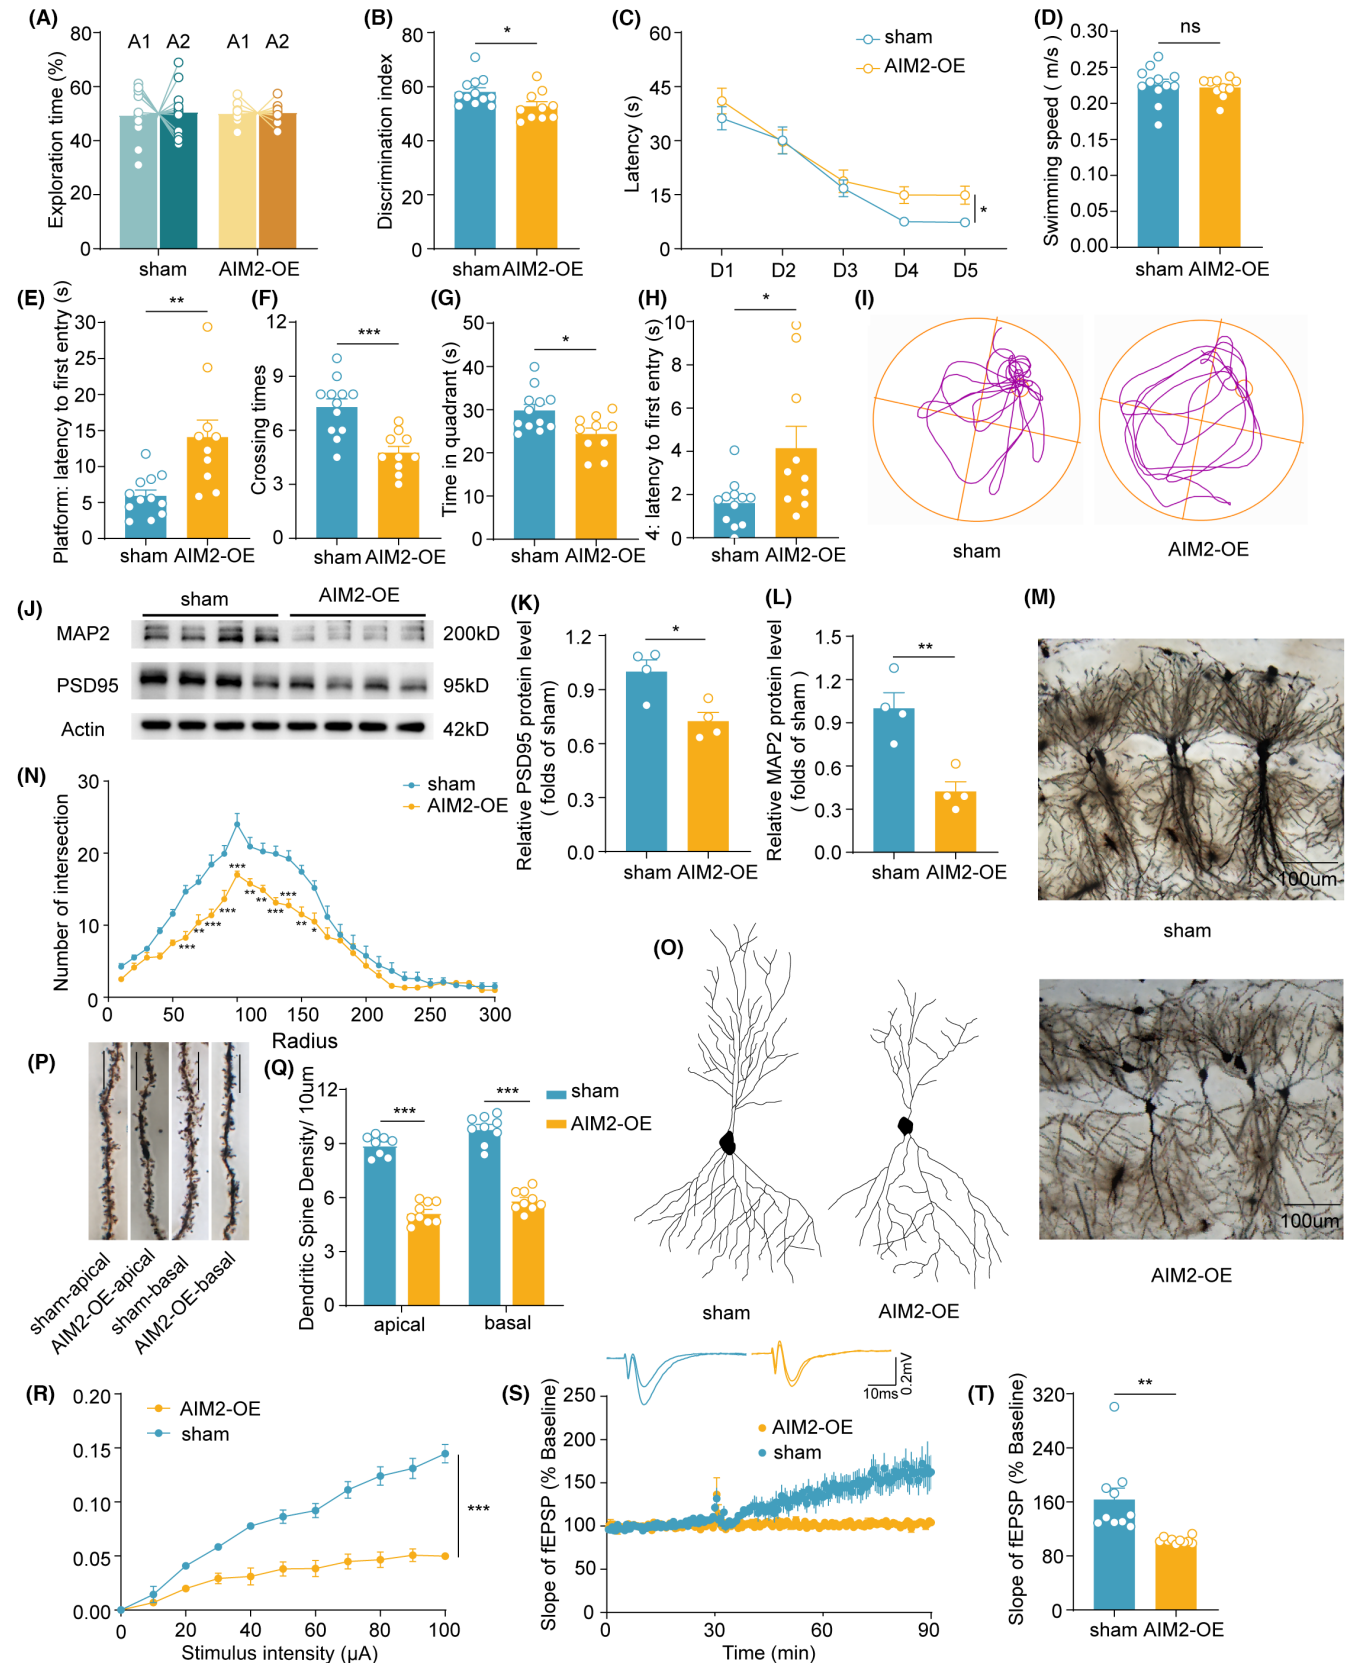 (A)
Exploration time (%)
80
60
40
20
0
A1 A2 A1 A2
sham AIM2-OE
(B)
Discrimination index
80
60
40
20
0
*
sham AIM2-OE
(C)
Latency (s)
60
45
30
15
0
sham
AIM2-OE
*
D1 D2 D3 D4 D5
(D)
Swimming speed ( m/s )
0.30
0.25
0.20
0.15
0.10
0.05
0.00
ns
sham AIM2-OE
(E)
Platform: latency to first entry (s)
30
25
20
15
10
5
0
**
sham AIM2-OE
(F)
Crossing times
12
9
6
3
0
***
sham AIM2-OE
(G)
Time in quadrant (s)
50
40
30
20
10
0
*
sham AIM2-OE
(H)
4: latency to first entry (s)
10
8
6
4
2
0
*
sham AIM2-OE
(I)
sham AIM2-OE
(J)
sham AIM2-OE
MAP2 200kD
PSD95 95kD
Actin 42kD
(K)
Relative PSD95 protein level
( folds of sham)
1.2
0.9
0.6
0.3
0.0
*
sham AIM2-OE
(L)
Relative MAP2 protein level
( folds of sham )
1.5
1.2
0.9
0.6
0.3
0.0
**
sham AIM2-OE
(M)
100um
sham
100um
AIM2-OE
(N)
Number of intersection
30
20
10
0
sham
AIM2-OE
*** ** *** *** *** ** ** *** *** ** *
0 50 100 150 200 250 300
Radius
(O)
sham AIM2-OE
(P)
sham-apical
AIM2-OE-apical
sham-basal
AIM2-OE-basal
(Q)
Dendritic Spine Density/ 10um
12
9
6
3
0
*** ***
sham
AIM2-OE
apical basal
(R)
0.20
0.15
0.10
0.05
0.00
AIM2-OE
sham
***
0 20 40 60 80 100
Stimulus intensity (μA)
(S)
10ms
0.2mV
Slope of fEPSP (% Baseline)
250
200
150
100
50
0
AIM2-OE
sham
0 30 60 90
Time (min)
(T)
Slope of fEPSP (% Baseline)
320
240
160
80
0
**
sham AIM2-OE